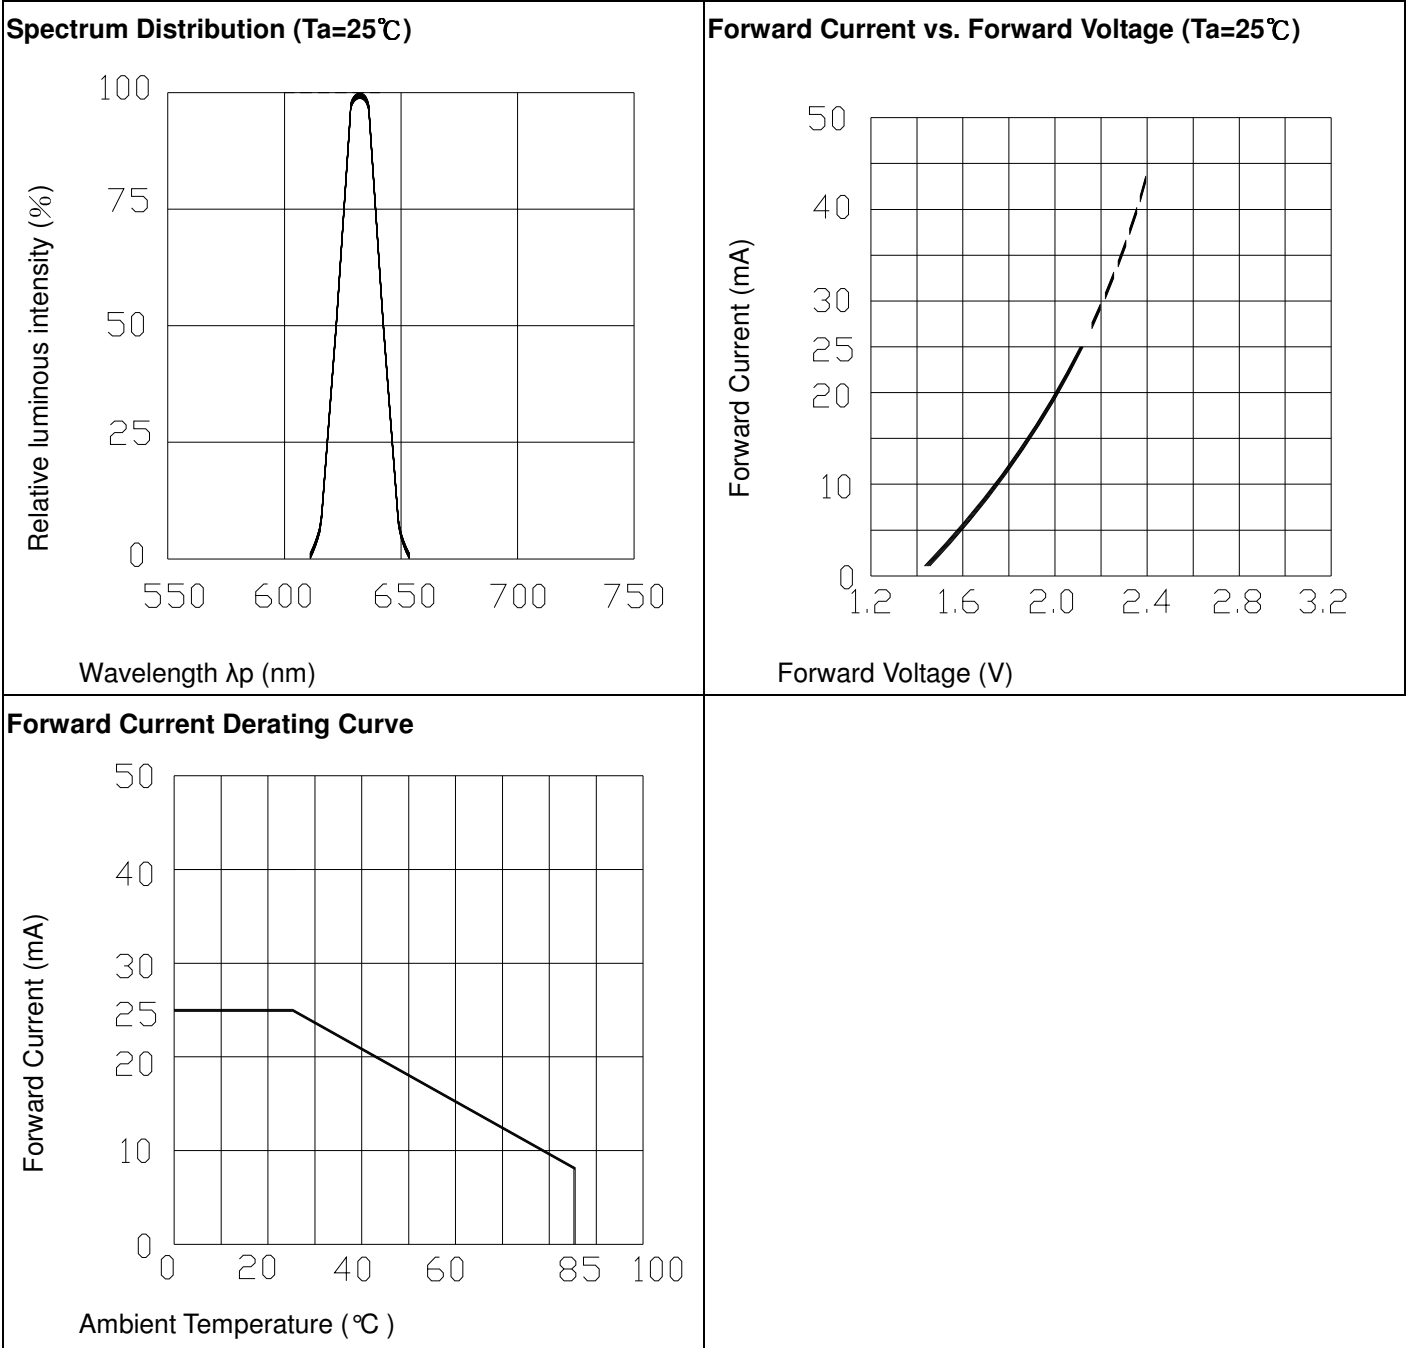 Spectrum Distribution (Ta=25℃)
100
75
50
25
0
550 600 650 700 750
Relative luminous intensity (%)
Wavelength λp (nm)
Forward Current vs. Forward Voltage (Ta=25℃)
50
40
30
25
20
10
0
1.2 1.6 2.0 2.4 2.8 3.2
Forward Current (mA)
Forward Voltage (V)
Forward Current Derating Curve
50
40
30
25
20
10
0
0 20 40 60 85 100
Forward Current (mA)
Ambient Temperature (℃ )